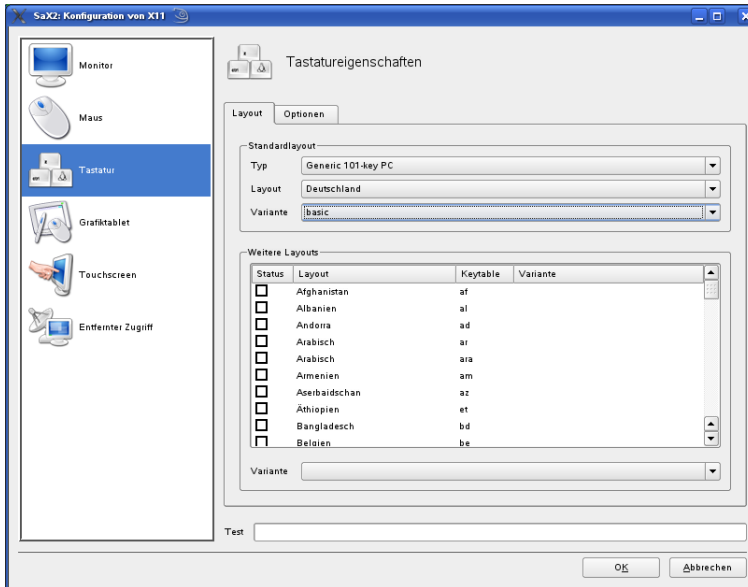 SaX2: Konfiguration von X11
Monitor
Maus
Tastatur
Grafiktablet
Touchscreen
Entfernter Zugriff
Tastatureigenschaften
Layout Optionen
Standardlayout
Typ Generic 101-key PC
Layout Deutschland
Variante basic
Weitere Layouts
Status Layout Keytable Variante
Afghanistan af
Albanien al
Andorra ad
Arabisch ar
Arabisch ara
Armenien am
Aserbaidschan az
Äthiopien et
Bangladesch bd
Belgien be
Variante
Test
OK Abbrechen